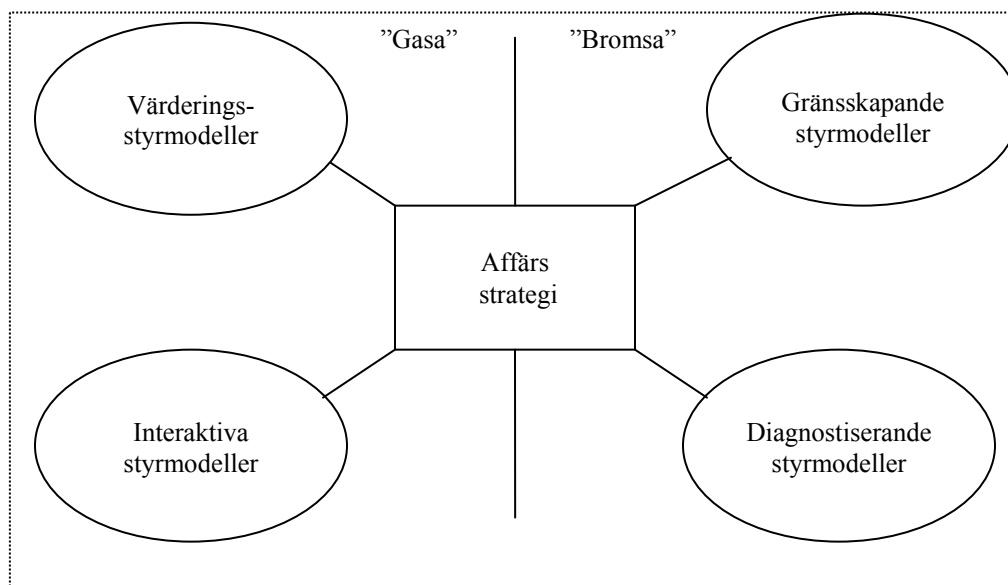 ”Gasa”
”Bromsa”
Värderings-
styrmodeller
Gränsskapande
styrmodeller
Affärs
strategi
Interaktiva
styrmodeller
Diagnostiserande
styrmodeller